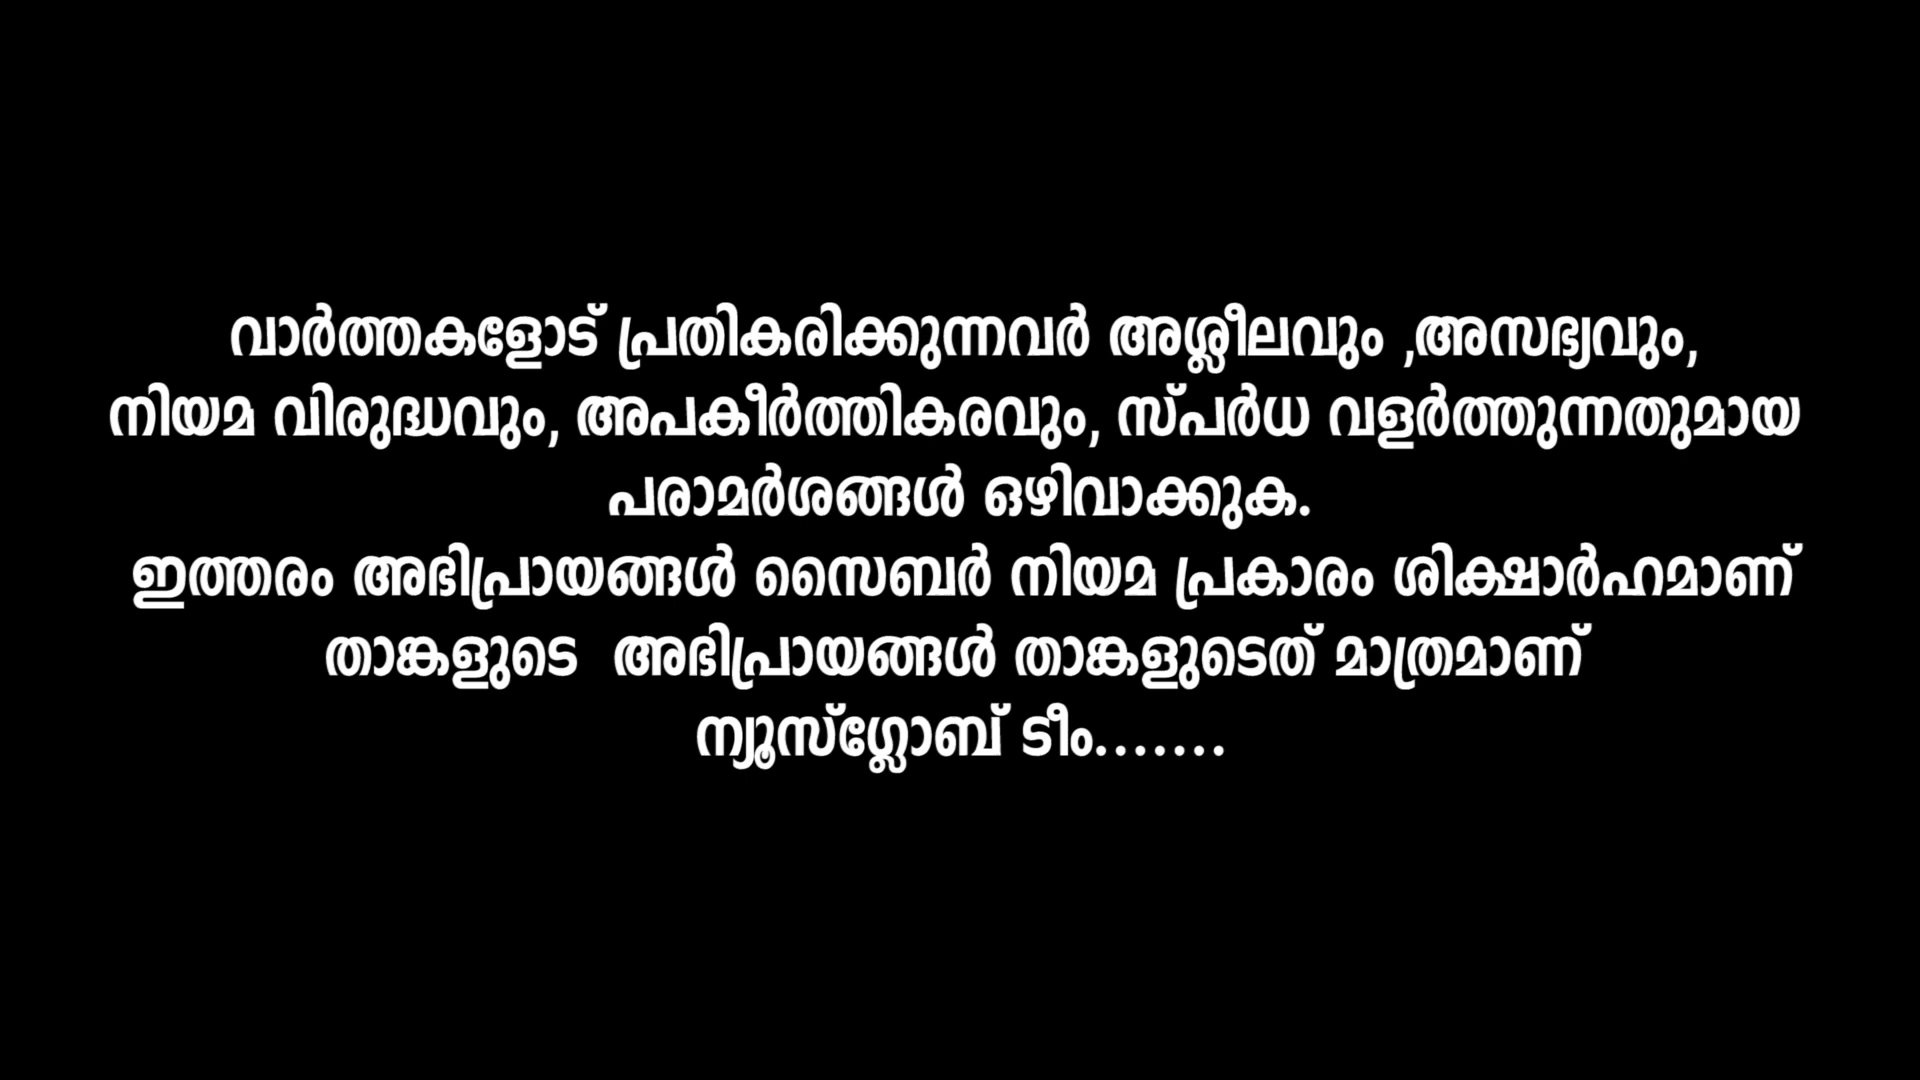 വാർത്തകളോട് പ്രതികരിക്കുന്നവർ അശ്ലീലവും ,അസഭ്യവും,
നിയമ വിരുദ്ധവും, അപകീർത്തികരവും, സ്പർധ വളർത്തുന്നതുമായ
പരാമർശങ്ങൾ ഒഴിവാക്കുക.
ഇത്തരം അഭിപ്രായങ്ങൾ സൈബർ നിയമ പ്രകാരം ശിക്ഷാർഹമാണ്
താങ്കളുടെ അഭിപ്രായങ്ങൾ താങ്കളുടെത് മാത്രമാണ്
ന്യൂസ്ഗ്ലോബ് ടീം.......